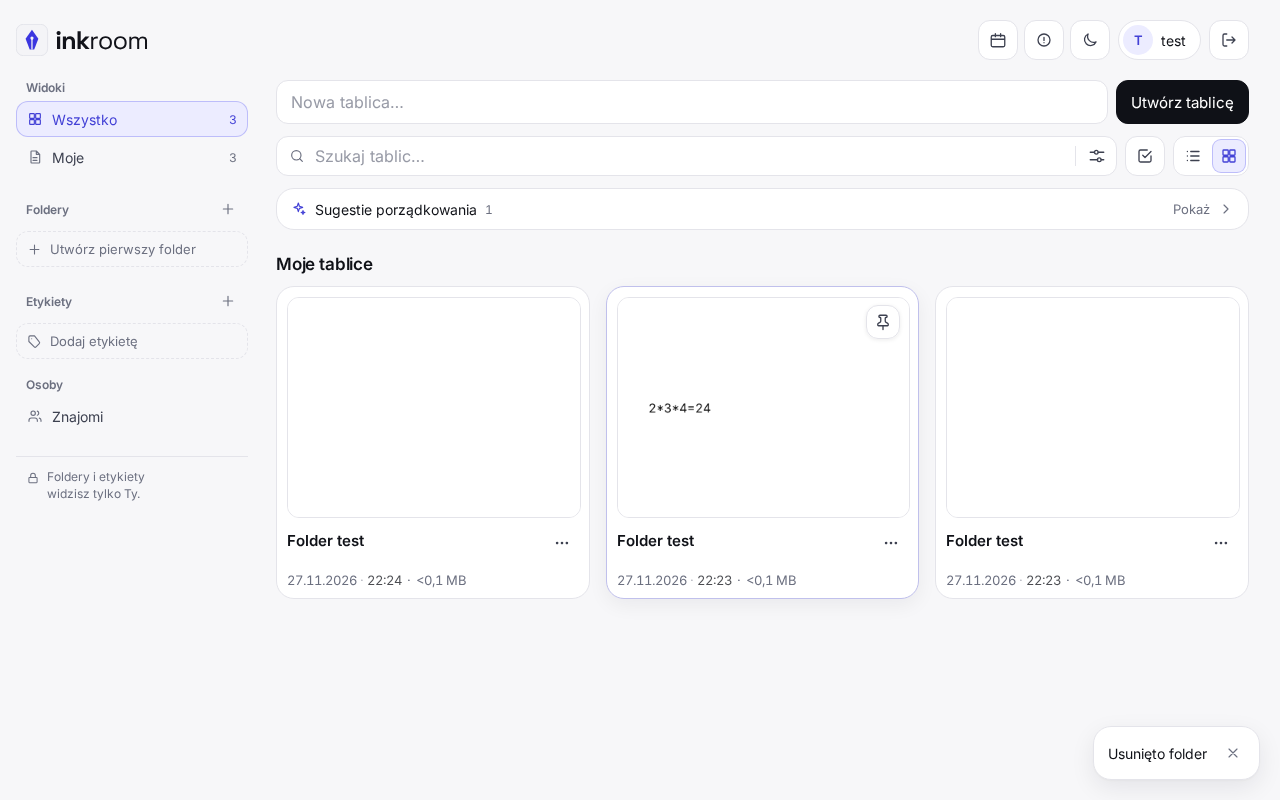 inkroom
T test
Widoki
Wszystko 3
Moje 3
Foldery
Utwórz pierwszy folder
Etykiety
Dodaj etykietę
Osoby
Znajomi
Foldery i etykiety
widzisz tylko Ty.
Nowa tablica...
Utwórz tablicę
Szukaj tablic...
Sugestie porządkowania 1
Pokaż
Moje tablice
Folder test
27.11.2026 · 22:24 · <0,1 MB
2*3*4=24
Folder test
27.11.2026 · 22:23 · <0,1 MB
Folder test
27.11.2026 · 22:23 · <0,1 MB
Usunięto folder